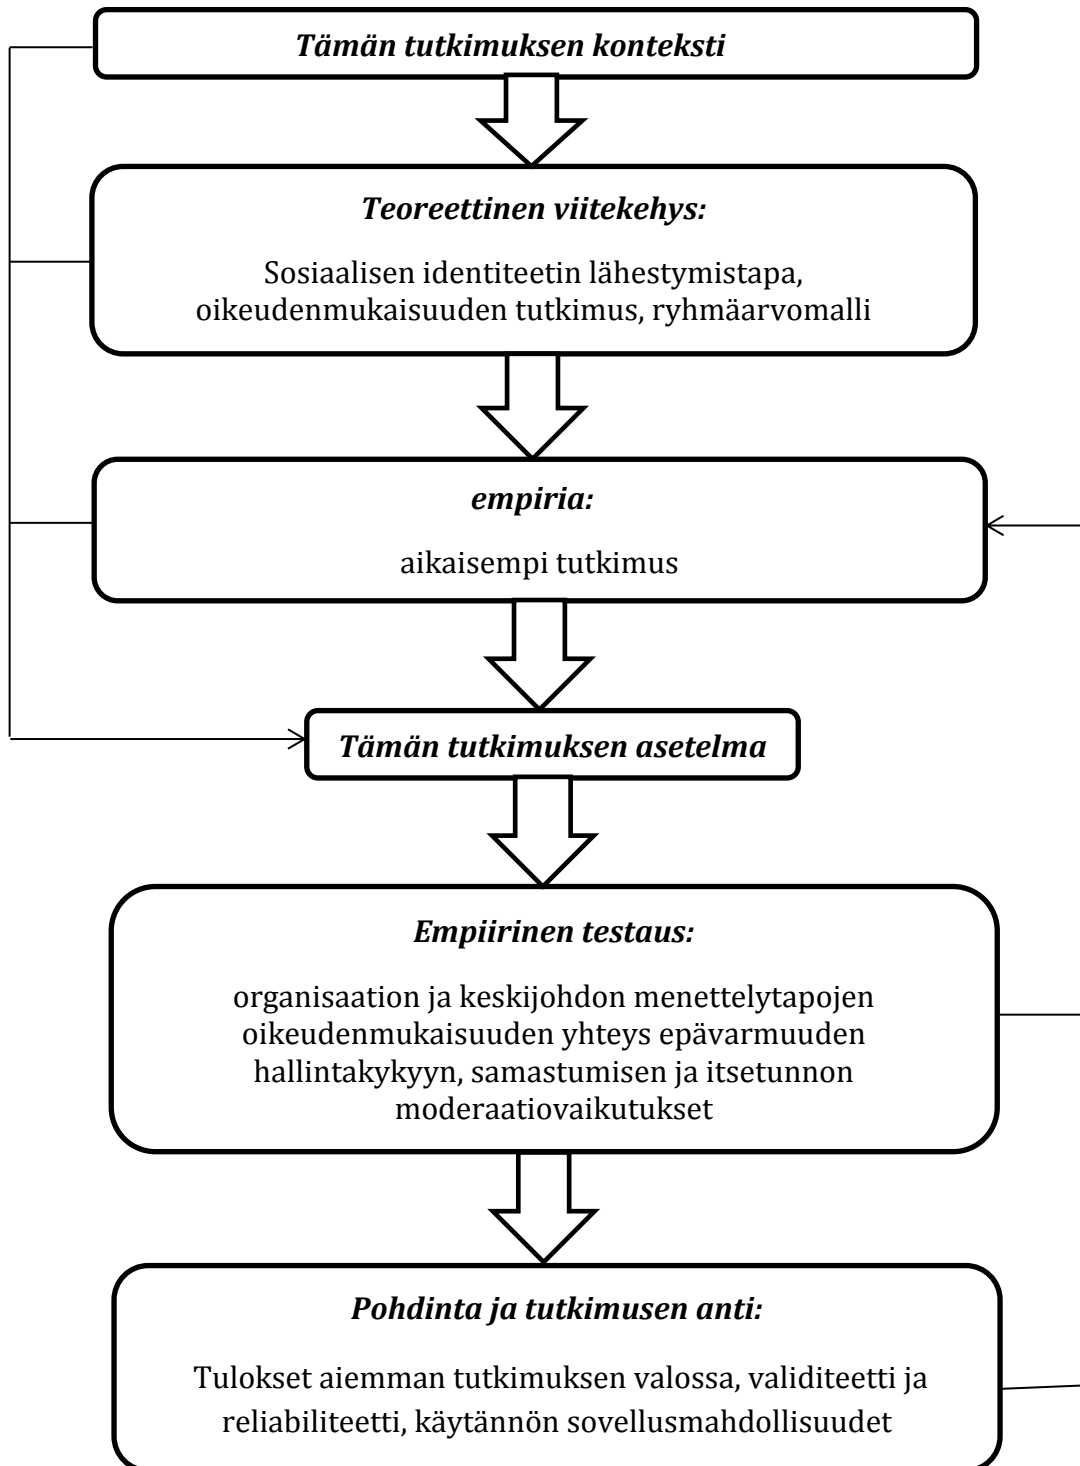 Tämän tutkimuksen konteksti
Teoreettinen viitekehys:
Sosiaalisen identiteetin lähestymistapa,
oikeudenmukaisuuden tutkimus, ryhmäarvomalli
empiria:
aikaisempi tutkimus
Tämän tutkimuksen asetelma
Empiirinen testaus:
organisaation ja keskijohdon menettelytapojen
oikeudenmukaisuuden yhteys epävarmuuden
hallintakykyyn, samastumisen ja itsetunnon
moderaatiovaikutukset
Pohdinta ja tutkimusen anti:
Tulokset aiemman tutkimuksen valossa, validiteetti ja
reliabiliteetti, käytännön sovellusmahdollisuudet